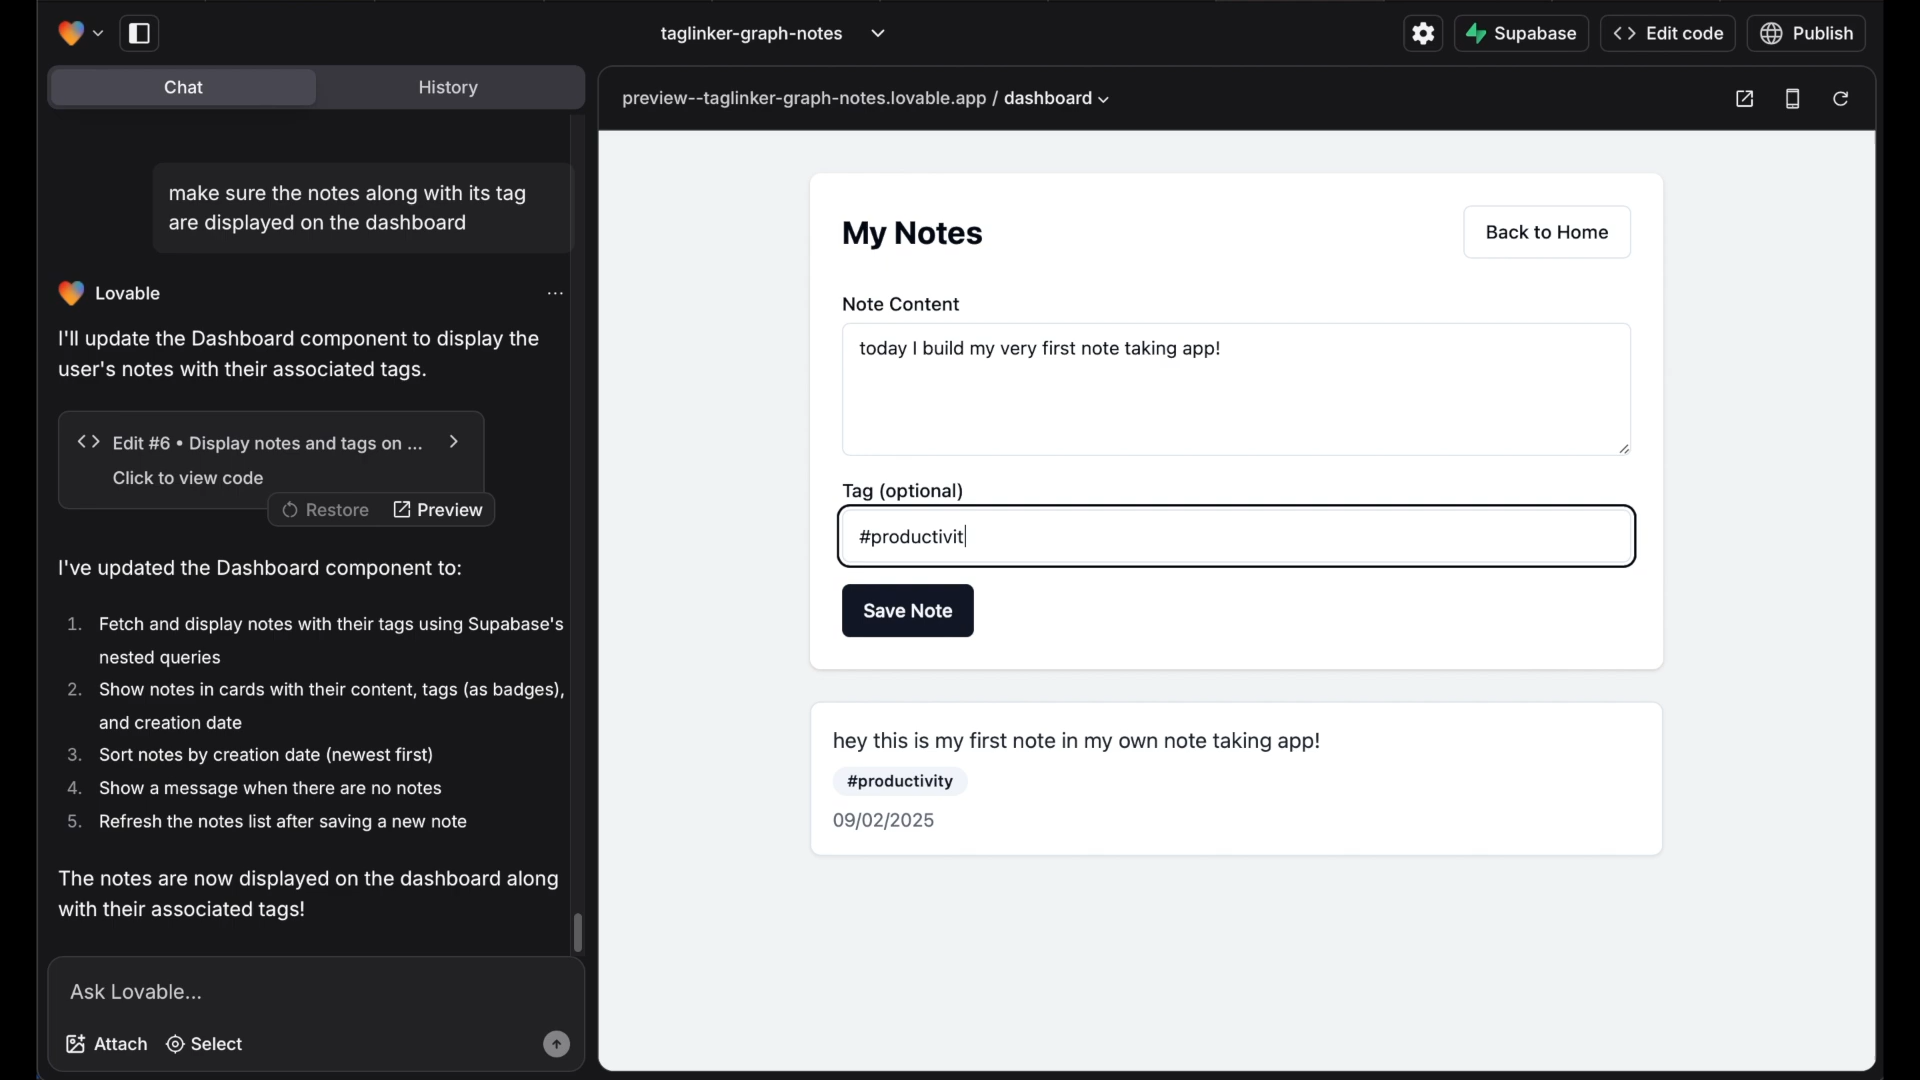 taglinker-graph-notes
Supabase
Edit code
Publish
Chat
History
make sure the notes along with its tag
are displayed on the dashboard
Lovable
I'll update the Dashboard component to display the
user's notes with their associated tags.
Edit #6 • Display notes and tags on ...
Click to view code
Restore
Preview
I've updated the Dashboard component to:
1. Fetch and display notes with their tags using Supabase's
nested queries
2. Show notes in cards with their content, tags (as badges),
and creation date
3. Sort notes by creation date (newest first)
4. Show a message when there are no notes
5. Refresh the notes list after saving a new note
The notes are now displayed on the dashboard along
with their associated tags!
Ask Lovable...
Attach
Select
preview--taglinker-graph-notes.lovable.app / dashboard
My Notes
Back to Home
Note Content
today I build my very first note taking app!
Tag (optional)
#productivit
Save Note
hey this is my first note in my own note taking app!
#productivity
09/02/2025